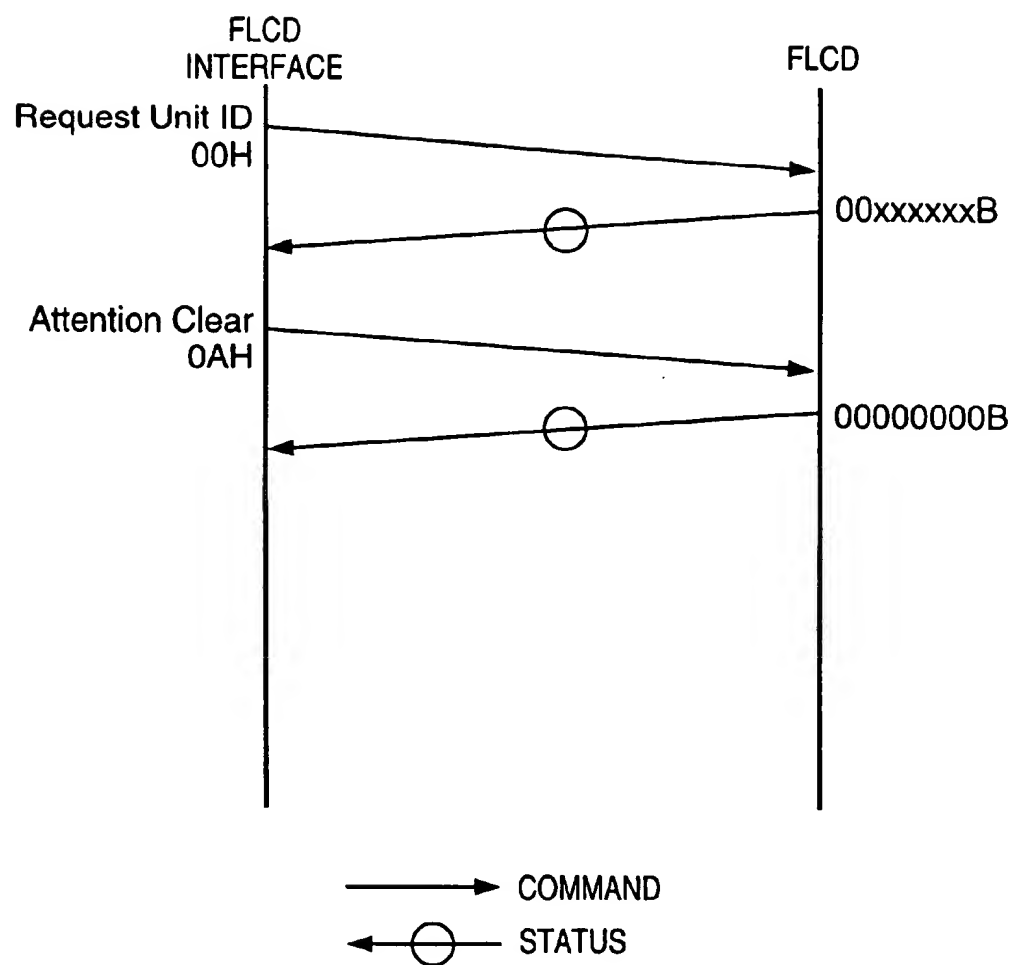 FLCD
INTERFACE
FLCD
Request Unit ID
00H
00xxxxxxB
Attention Clear
0AH
00000000B
COMMAND
STATUS